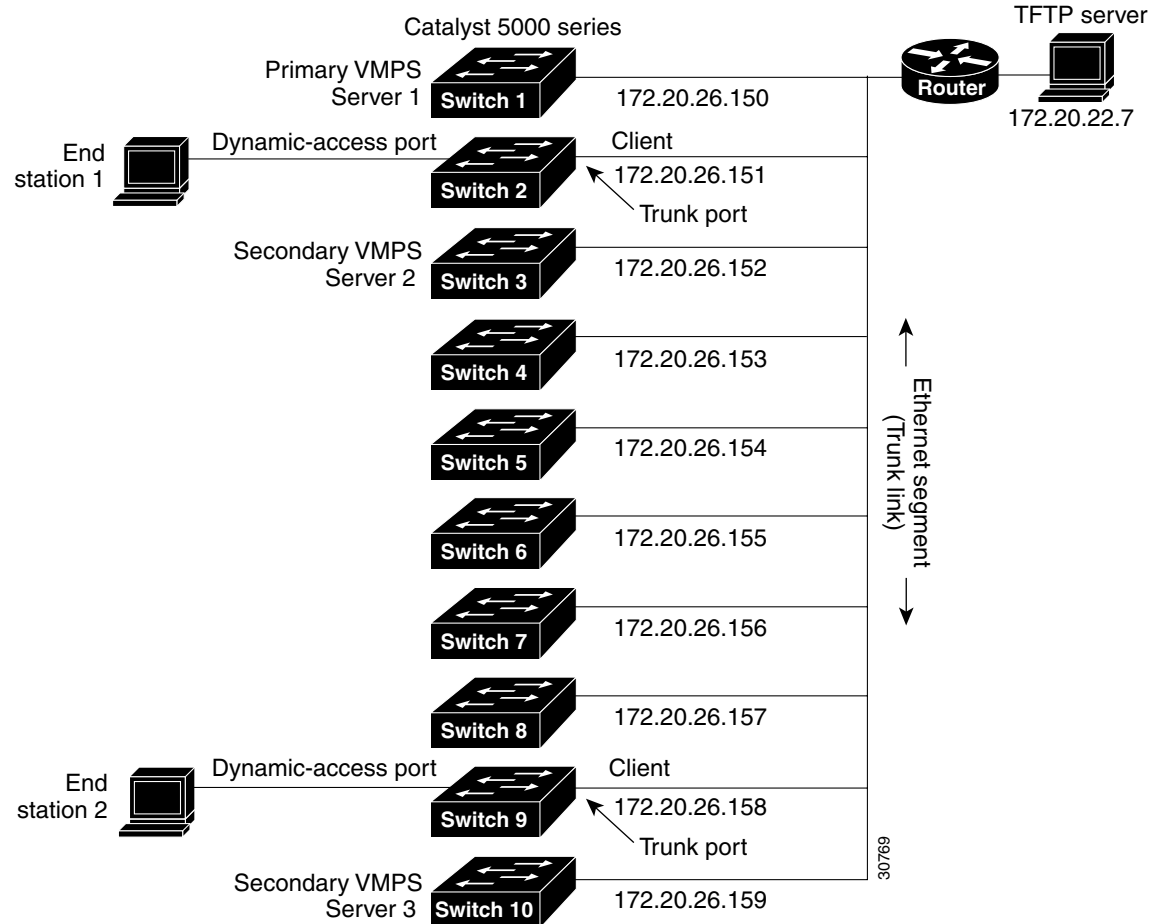 Catalyst 5000 series
TFTP server
Primary VMPS
Server 1
Switch 1
172.20.26.150
Router
172.20.22.7
End
station 1
Dynamic-access port
Switch 2
Client
172.20.26.151
Trunk port
Secondary VMPS
Server 2
Switch 3
172.20.26.152
Switch 4
172.20.26.153
Switch 5
172.20.26.154
Ethernet segment
(Trunk link)
Switch 6
172.20.26.155
Switch 7
172.20.26.156
Switch 8
172.20.26.157
End
station 2
Dynamic-access port
Switch 9
Client
172.20.26.158
Trunk port
Secondary VMPS
Server 3
Switch 10
172.20.26.159
30769